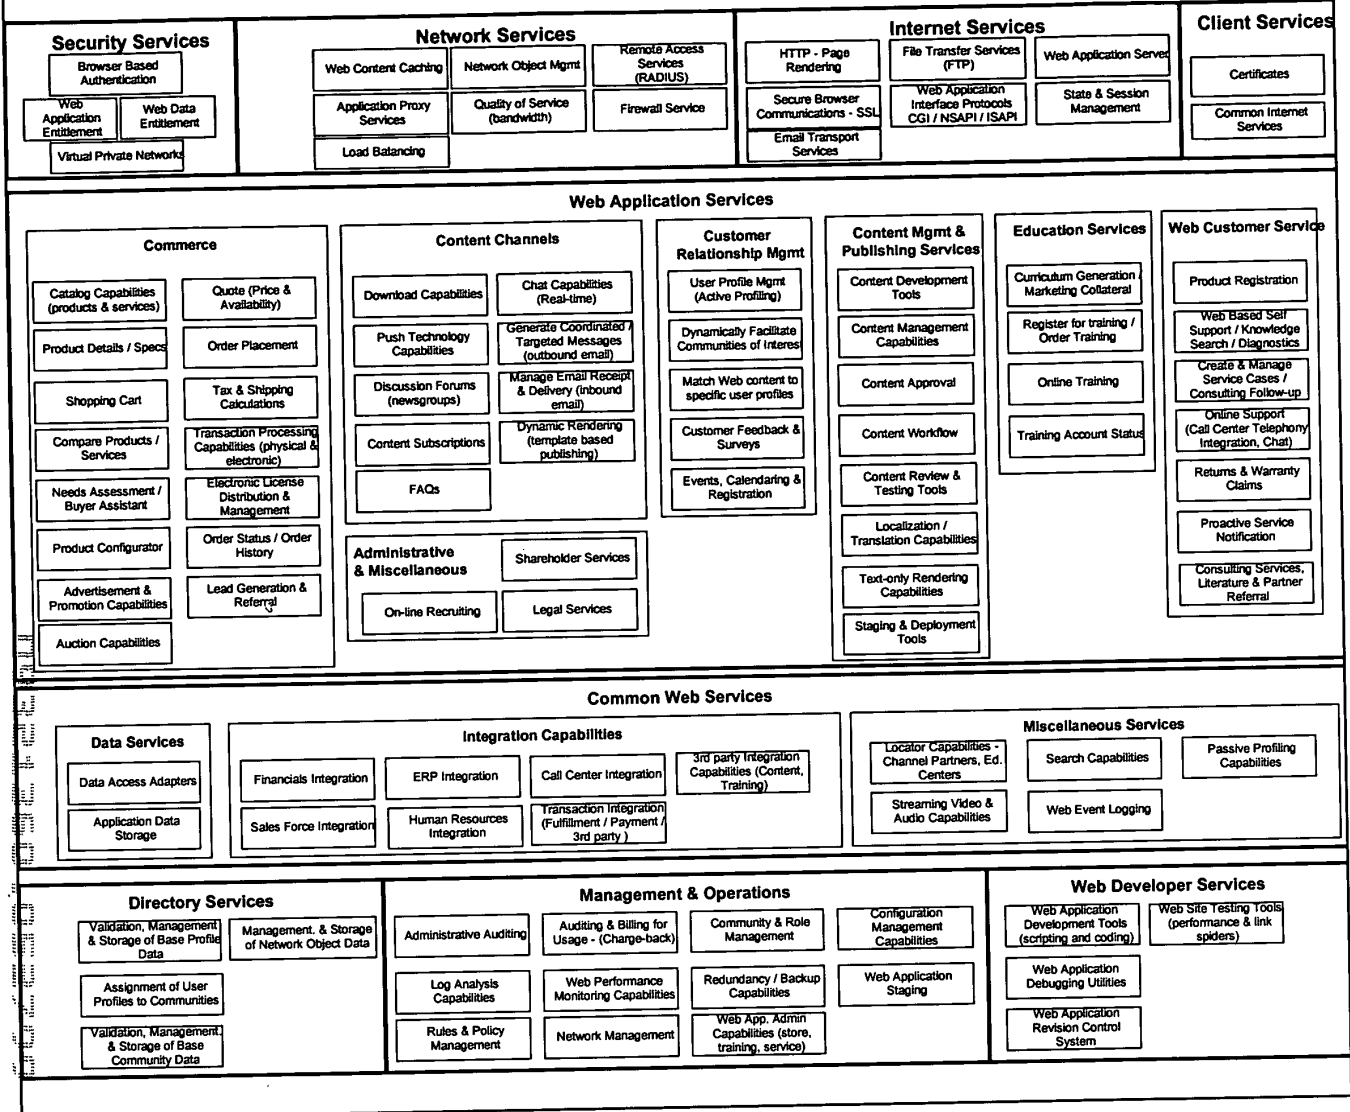 Security Services
Browser Based
Authentication
Web
Application
Entitlement
Web Data
Entitlement
Virtual Private Networks
Network Services
Web Content Caching
Network Object Mgmt
Remote Access
Services
(RADIUS)
Application Proxy
Services
Quality of Service
(bandwidth)
Firewall Service
Load Batancing
Internet Services
HTTP - Page
Rendering
File Transfer Services
(FTP)
Web Application Server
Secure Browser
Communications - SSL
Web Application
Interface Protocols
CGI / NSAPI / ISAPI
State & Session
Management
Email Transport
Services
Client Services
Certificates
Common Internet
Services
Web Application Services
Commerce
Catalog Capabilities
(products & services)
Quote (Price &
Availability)
Product Details / Specs
Order Placement
Shopping Cart
Tax & Shipping
Calculations
Compare Products /
Services
Transaction Processing
Capabilities (physical &
electronic)
Needs Assessment /
Buyer Assistant
Electronic License
Distribution &
Management
Product Configurator
Order Status / Order
History
Advertisement &
Promotion Capabilities
Lead Generation &
Referral
Auction Capabilities
Content Channels
Download Capabilities
Chat Capabilities
(Real-time)
Push Technology
Capabilities
Generate Coordinated /
Targeted Messages
(outbound email)
Discussion Forums
(newsgroups)
Manage Email Receipt
& Delivery (inbound
email)
Content Subscriptions
Dynamic Rendering
(template based
publishing)
FAQs
Administrative
& Miscellaneous
Shareholder Services
On-line Recruiting
Legal Services
Customer
Relationship Mgmt
User Profile Mgmt
(Active Profiling)
Dynamically Facilitate
Communities of Interest
Match Web content to
specific user profiles
Customer Feedback &
Surveys
Events, Calendaring &
Registration
Content Mgmt &
Publishing Services
Content Development
Tools
Content Management
Capabilities
Content Approval
Content Workflow
Content Review &
Testing Tools
Localization /
Translation Capabilities
Text-only Rendering
Capabilities
Staging & Deployment
Tools
Education Services
Curriculum Generation /
Marketing Collateral
Register for training /
Order Training
Online Training
Training Account Status
Web Customer Service
Product Registration
Web Based Self
Support / Knowledge
Search / Diagnostics
Create & Manage
Service Cases /
Consulting Follow-up
Online Support
(Call Center Telephony
Integration, Chat)
Returns & Warranty
Claims
Proactive Service
Notification
Consulting Services,
Literature & Partner
Referral
Common Web Services
Data Services
Data Access Adapters
Application Data
Storage
Integration Capabilities
Financials Integration
ERP Integration
Call Center Integration
3rd party Integration
Capabilities (Content,
Training)
Sales Force Integration
Human Resources
Integration
Transaction Integration
(Fulfillment / Payment /
3rd party )
Miscellaneous Services
Locator Capabilities -
Channel Partners, Ed.
Centers
Search Capabilities
Passive Profiling
Capabilities
Streaming Video &
Audio Capabilities
Web Event Logging
Directory Services
Validation, Management
& Storage of Base Profile
Data
Management, & Storage
of Network Object Data
Assignment of User
Profiles to Communities
Validation, Management
& Storage of Base
Community Data
Management & Operations
Administrative Auditing
Auditing & Billing for
Usage - (Charge-back)
Community & Role
Management
Configuration
Management
Capabilities
Log Analysis
Capabilities
Web Performance
Monitoring Capabilities
Redundancy / Backup
Capabilities
Web Application
Staging
Rules & Policy
Management
Network Management
Web App. Admin
Capabilities (store,
training, service)
Web Developer Services
Web Application
Development Tools
(scripting and coding)
Web Site Testing Tools
(performance & link
spiders)
Web Application
Debugging Utilities
Web Application
Revision Control
System